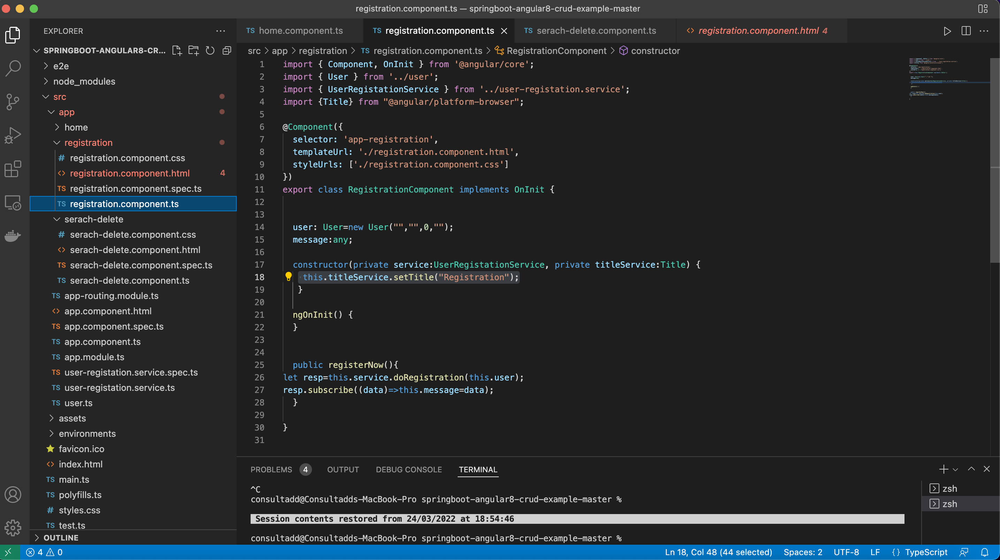 registration.component.ts — springboot-angular8-crud-example-master
EXPLORER
SPRINGBOOT-ANGULAR8-CR...
e2e
node_modules
src
app
home
registration
# registration.component.css
<> registration.component.html 4
TS registration.component.spec.ts
TS registration.component.ts
serach-delete
# serach-delete.component.css
<> serach-delete.component.html
TS serach-delete.component.spec.ts
TS serach-delete.component.ts
TS app-routing.module.ts
<> app.component.html
TS app.component.spec.ts
TS app.component.ts
TS app.module.ts
TS user-registation.service.spec.ts
TS user-registation.service.ts
TS user.ts
assets
environments
favicon.ico
<> index.html
TS main.ts
TS polyfills.ts
# styles.css
TS test.ts
OUTLINE
TS home.component.ts
TS registration.component.ts
TS serach-delete.component.ts
<> registration.component.html 4
src > app > registration > TS registration.component.ts > RegistrationComponent > constructor
1 import { Component, OnInit } from '@angular/core';
2 import { User } from '../user';
3 import { UserRegistationService } from '../user-registation.service';
4 import {Title} from "@angular/platform-browser";
5
6 @Component({
7 selector: 'app-registration',
8 templateUrl: './registration.component.html',
9 styleUrls: ['./registration.component.css']
10 })
11 export class RegistrationComponent implements OnInit {
12
13
14 user: User=new User("","",0,"");
15 message:any;
16
17 constructor(private service:UserRegistationService, private titleService:Title) {
18 this.titleService.setTitle("Registration");
19 }
20
21 ngOnInit() {
22 }
23
24
25 public registerNow(){
26 let resp=this.service.doRegistration(this.user);
27 resp.subscribe((data)=>this.message=data);
28 }
29
30 }
31
PROBLEMS 4 OUTPUT DEBUG CONSOLE TERMINAL
^C
consultadd@Consultadds-MacBook-Pro springboot-angular8-crud-example-master %
Session contents restored from 24/03/2022 at 18:54:46
consultadd@Consultadds-MacBook-Pro springboot-angular8-crud-example-master %
zsh
zsh
4 0
Ln 18, Col 48 (44 selected) Spaces: 2 UTF-8 LF {} TypeScript